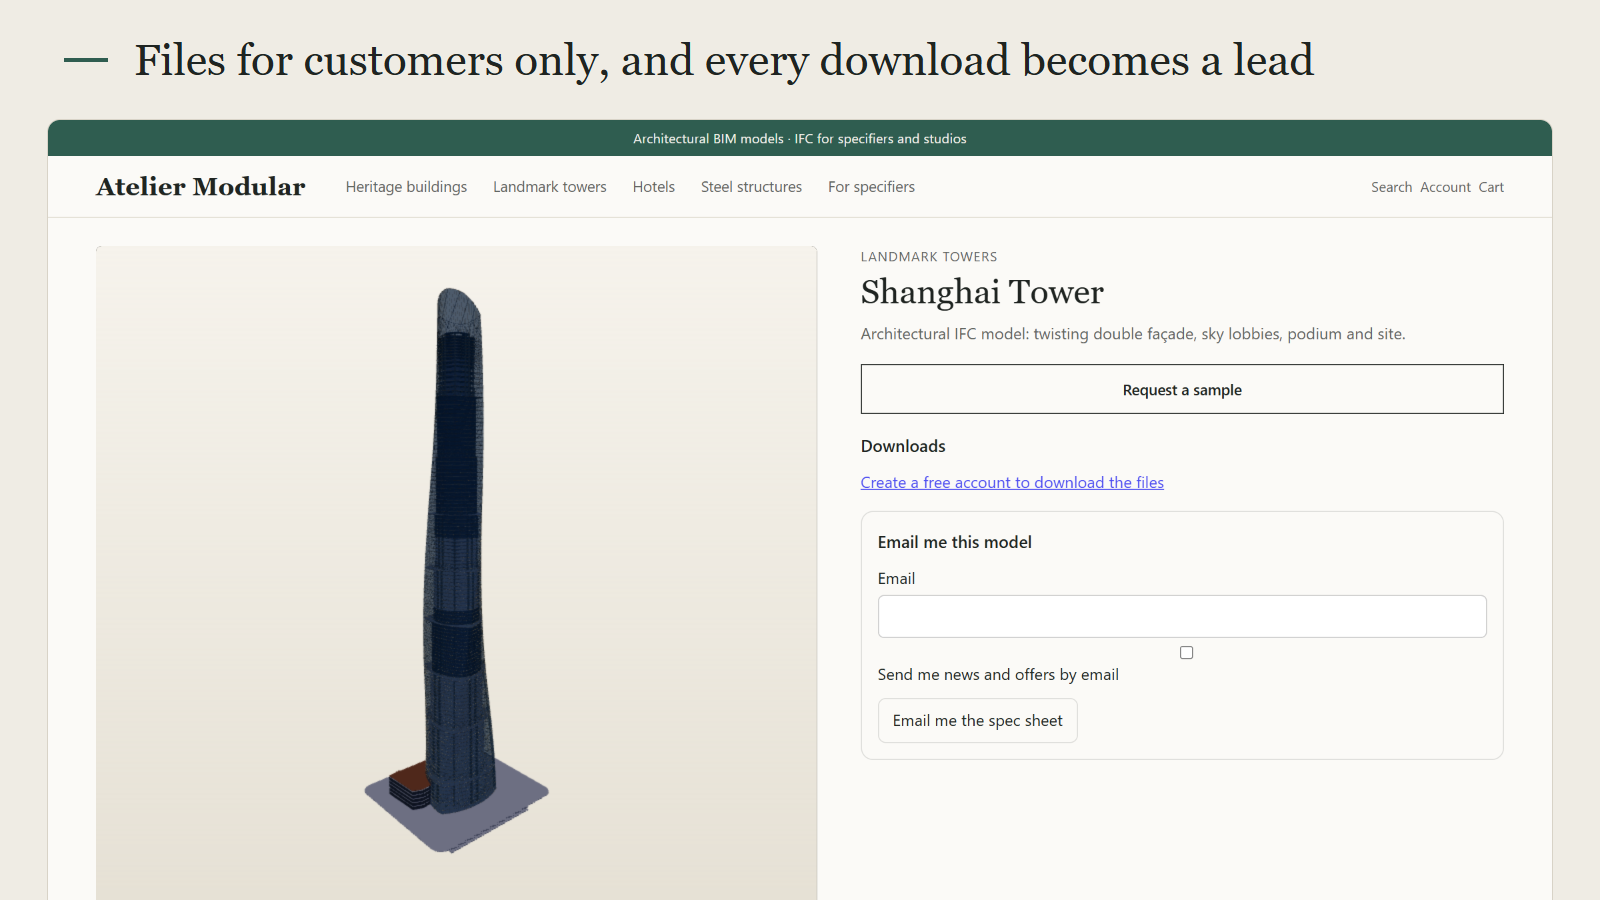 Files for customers only, and every download becomes a lead
Architectural BIM models · IFC for specifiers and studios
Atelier Modular
Heritage buildings
Landmark towers
Hotels
Steel structures
For specifiers
Search
Account
Cart
LANDMARK TOWERS
Shanghai Tower
Architectural IFC model: twisting double façade, sky lobbies, podium and site.
Request a sample
Downloads
Create a free account to download the files
Email me this model
Email
Send me news and offers by email
Email me the spec sheet